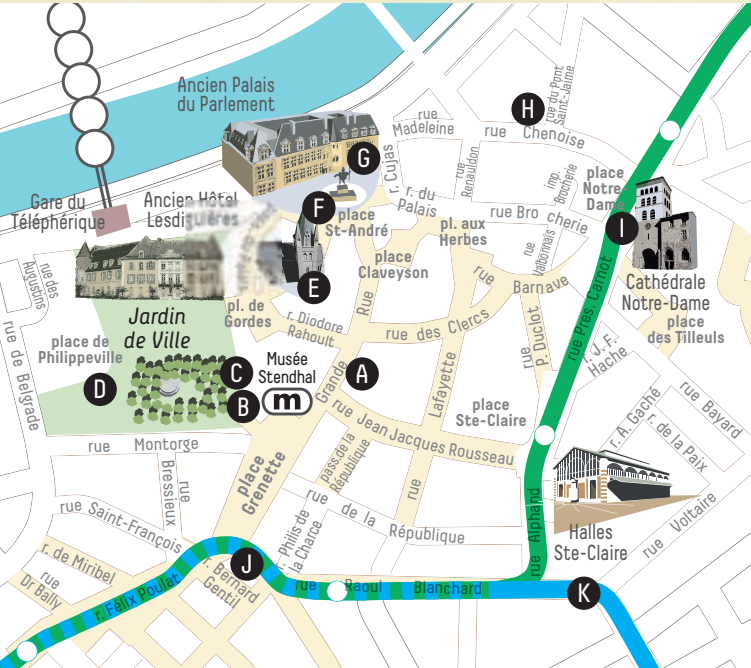 Ancien Palais
du Parlement
rue
Madeleine
rue Chenoise
rue du Pont
Saint-Jaime
H
G
r. Cujas
rue
Renauldon
imp.
Brocherie
place
Notre-
Dame
Gare du
Téléphérique
Ancien Hôtel
Lesdiguières
F
place
St-André
r. du
Palais
pl. aux
Herbes
rue Bro cherie
I
rue
Valbonnais
E
place
Claveyson
rue Barnave
Cathédrale
Notre-Dame
place
des Tilleuls
rue des
Augustins
rue de Belgrade
Jardin
de Ville
place de
Philippeville
pl. de
Gordes
r. Diodore
Rahoult
rue des Clercs
rue
P. Duclot
rue Pres. Carnot
r. J.F.
Hache
D
C
B
Musée
Stendhal
m
A
Grande Rue
rue Lafayette
place
Ste-Claire
rue Jean Jacques Rousseau
r. A. Gaché
r. de la Paix
rue Bayard
rue Montorge
rue
Bressieux
place
Grenette
pass. de la
République
rue de la République
rue Saint-François
r. Philis de
la Charce
rue Alphand
Halles
Ste-Claire
rue Voltaire
r. de Miribel
rue
Dr Bally
r. Félix Poulat
J
r. Bernard
Gentil
rue Raoul Blanchard
K